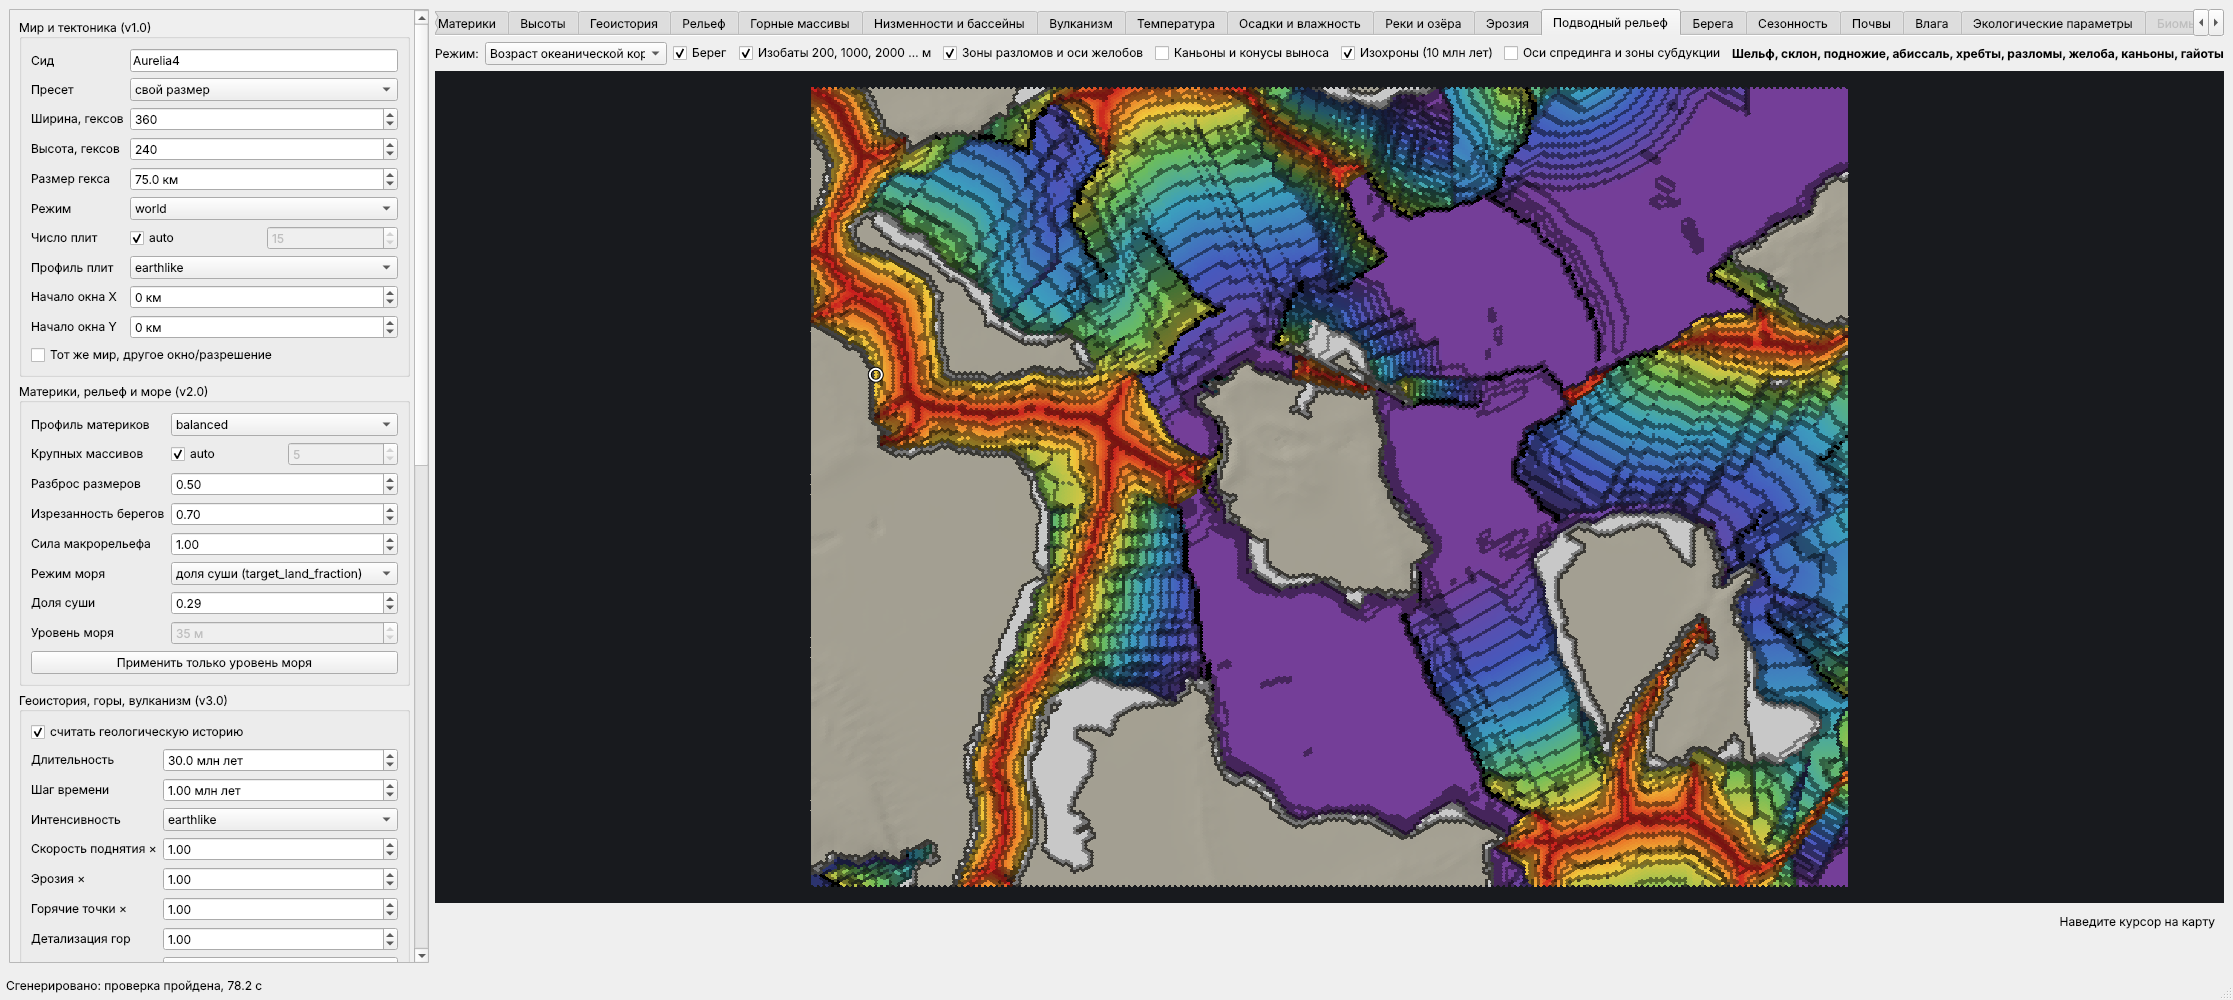 Мир и тектоника (v1.0)
Сид
Aurelia4
Пресет
свой размер
Ширина, гексов
360
Высота, гексов
240
Размер гекса
75.0 км
Режим
world
Число плит
auto
15
Профиль плит
earthlike
Начало окна X
0 км
Начало окна Y
0 км
Тот же мир, другое окно/разрешение
Материки, рельеф и море (v2.0)
Профиль материков
balanced
Крупных массивов
auto
5
Разброс размеров
0.50
Изрезанность берегов
0.70
Сила макрорельефа
1.00
Режим моря
доля суши (target_land_fraction)
Доля суши
0.29
Уровень моря
35 м
Применить только уровень моря
Геоистория, горы, вулканизм (v3.0)
считать геологическую историю
Длительность
30.0 млн лет
Шаг времени
1.00 млн лет
Интенсивность
earthlike
Скорость поднятия ×
1.00
Эрозия ×
1.00
Горячие точки ×
1.00
Детализация гор
1.00
Материки Высоты Геоистория Рельеф Горные массивы Низменности и бассейны Вулканизм Температура Осадки и влажность Реки и озёра Эрозия Подводный рельеф Берега Сезонность Почвы Влага Экологические параметры
Режим: Возраст океанической кор Берег Изобаты 200, 1000, 2000 ... м Зоны разломов и оси желобов Каньоны и конусы выноса Изохроны (10 млн лет) Оси спрединга и зоны субдукции Шельф, склон, подножие, абиссаль, хребты, разломы, желоба, каньоны, гайоты
Наведите курсор на карту
Сгенерировано: проверка пройдена, 78.2 с